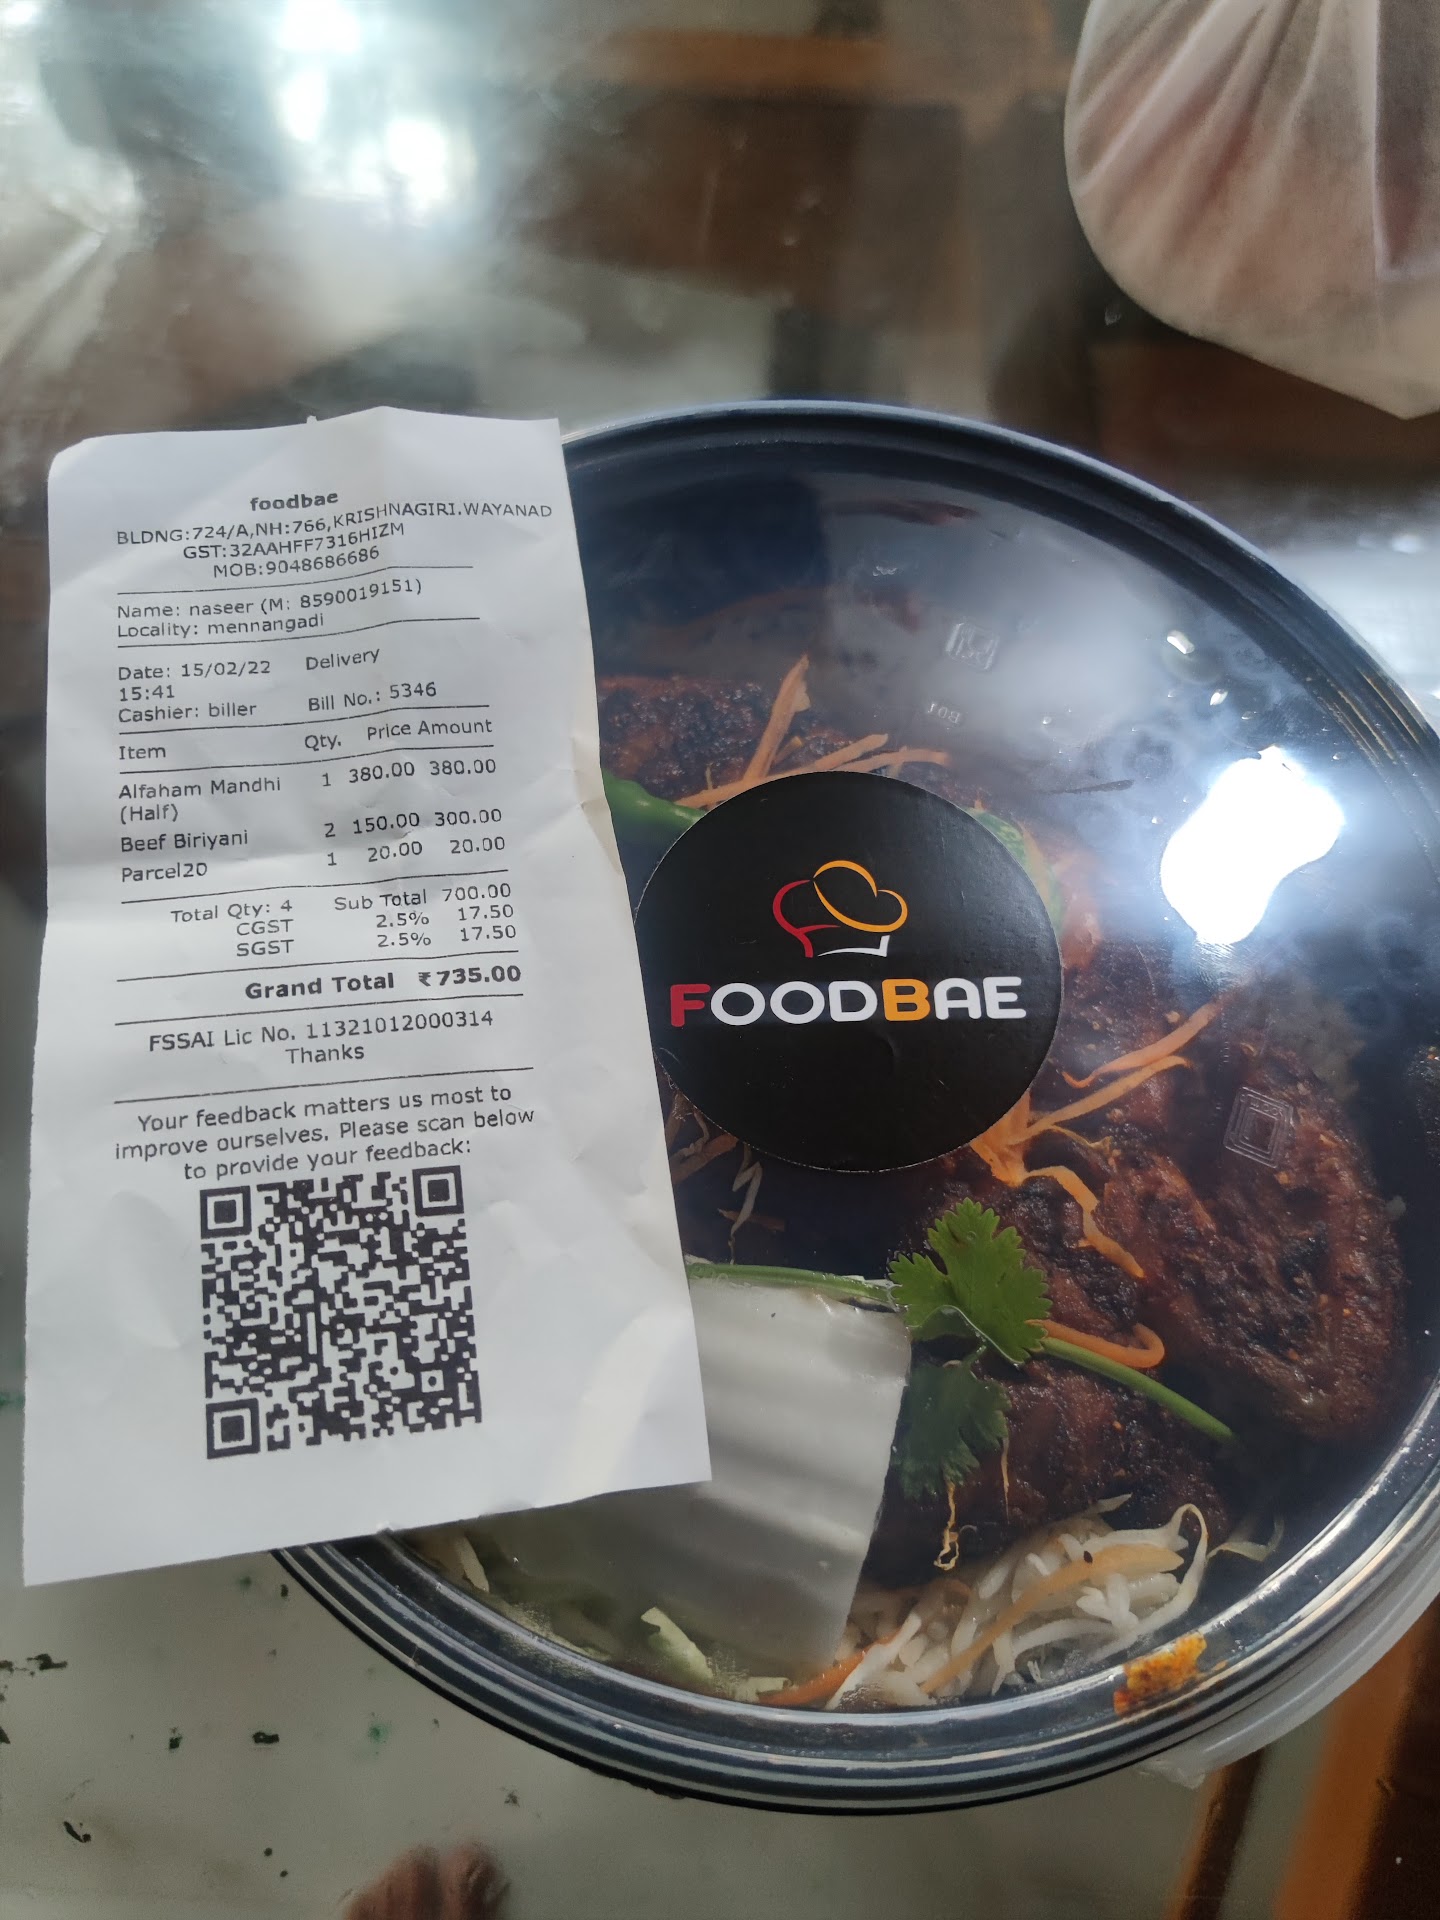 foodbae
BLDNG:724/A,NH:766,KRISHNAGIRI.WAYANAD
GST:32AAHFF7316HIZM
MOB:9048686686
Name: naseer (M: 8590019151)
Locality: mennangadi
Date: 15/02/22 Delivery
15:41
Cashier: biller Bill No.: 5346
Item Qty. Price Amount
Alfaham Mandhi 1 380.00 380.00
(Half)
Beef Biriyani 2 150.00 300.00
Parcel20 1 20.00 20.00
Total Qty: 4 Sub Total 700.00
CGST 2.5% 17.50
SGST 2.5% 17.50
Grand Total ₹735.00
FSSAI Lic No. 11321012000314
Thanks
Your feedback matters us most to
improve ourselves. Please scan below
to provide your feedback:
FOODBAE